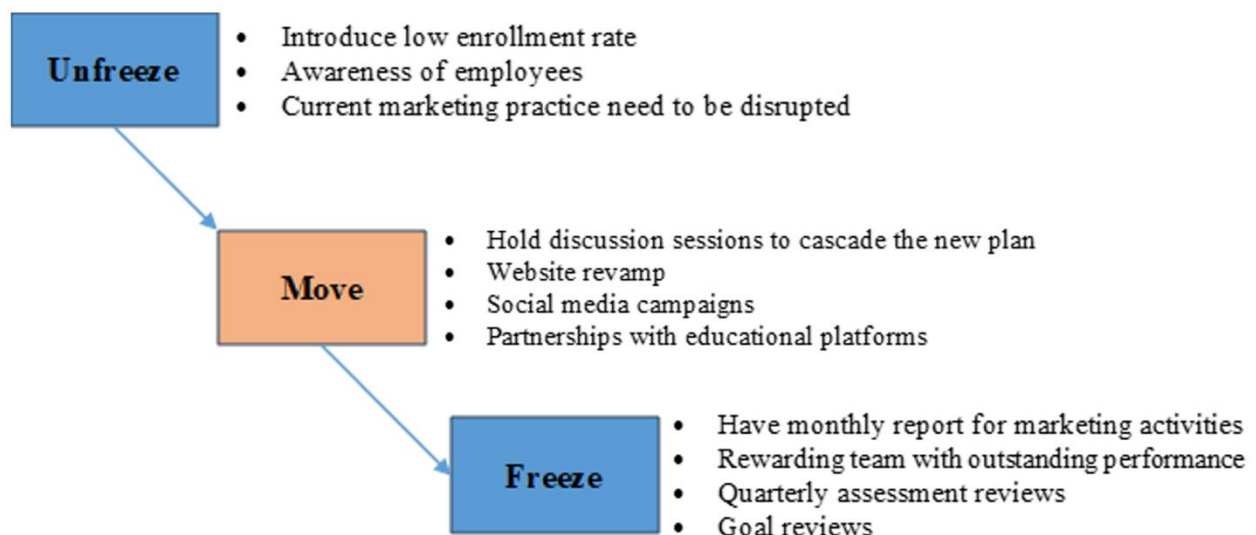 Unfreeze
• Introduce low enrollment rate
• Awareness of employees
• Current marketing practice need to be disrupted
Move
• Hold discussion sessions to cascade the new plan
• Website revamp
• Social media campaigns
• Partnerships with educational platforms
Freeze
• Have monthly report for marketing activities
• Rewarding team with outstanding performance
• Quarterly assessment reviews
• Goal reviews